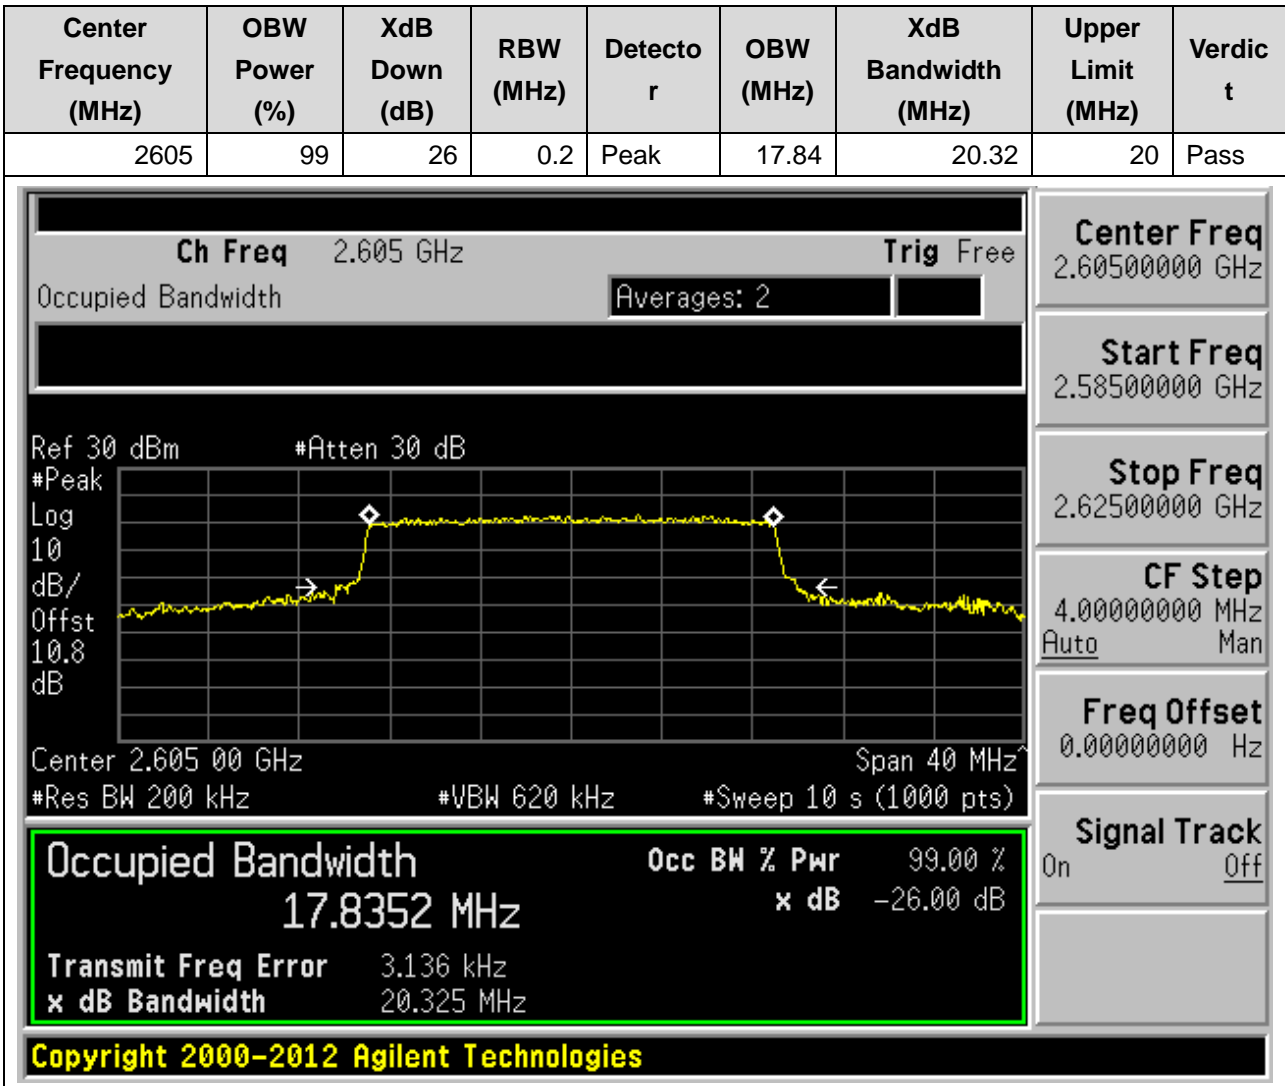 Center Frequency (MHz) OBW Power (%) XdB Down (dB) RBW (MHz) Detecto r OBW (MHz) XdB Bandwidth (MHz) Upper Limit (MHz) Verdic t
2605 99 26 0.2 Peak 17.84 20.32 20 Pass
Ch Freq 2.605 GHz Trig Free
Occupied Bandwidth Averages: 2
Ref 30 dBm #Atten 30 dB
#Peak
Log
10
dB/
Offst
10.8
dB
Center 2.605 00 GHz Span 40 MHz^
#Res BW 200 kHz #VBW 620 kHz #Sweep 10 s (1000 pts)
Occupied Bandwidth Occ BW % Pwr 99.00 %
17.8352 MHz x dB -26.00 dB
Transmit Freq Error 3.136 kHz
x dB Bandwidth 20.325 MHz
Copyright 2000-2012 Agilent Technologies
Center Freq
2.60500000 GHz
Start Freq
2.58500000 GHz
Stop Freq
2.62500000 GHz
CF Step
4.00000000 MHz
Auto Man
Freq Offset
0.00000000 Hz
Signal Track
On Off